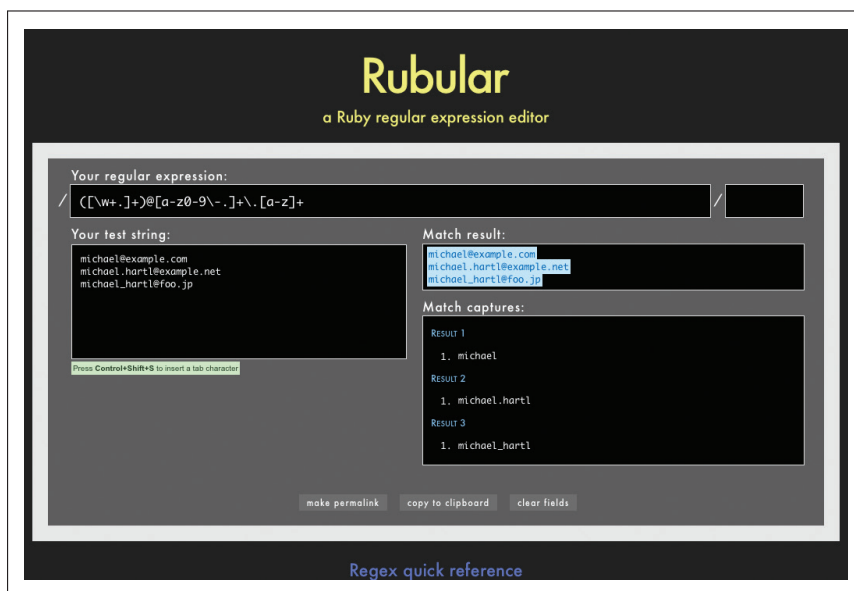 Rubular
a Ruby regular expression editor
Your regular expression:
/ ([\w+.]+)@[a-z0-9\-.]+\.[a-z]+ /
Your test string:
michael@example.com
michael.hartl@example.net
michael_hartl@foo.jp
Press Control+Shift+S to insert a tab character
Match result:
michael@example.com
michael.hartl@example.net
michael_hartl@foo.jp
Match captures:
RESULT 1
1. michael
RESULT 2
1. michael.hartl
RESULT 3
1. michael_hartl
make permalink copy to clipboard clear fields
Regex quick reference